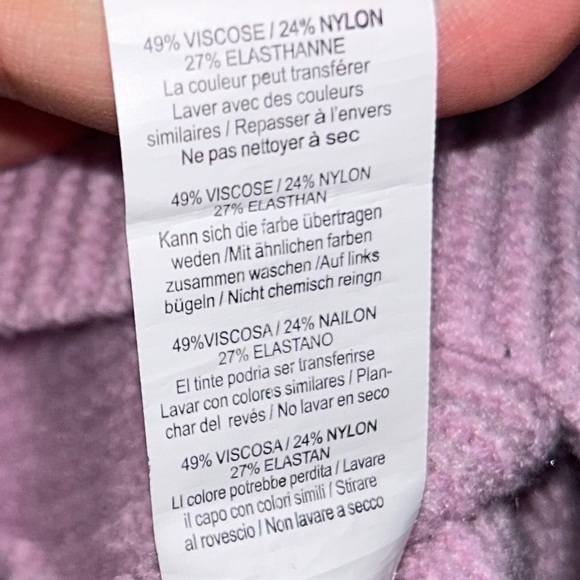 49% VISCOSE / 24% NYLON
27% ELASTHANNE
La couleur peut transférer
Laver avec des couleurs
similaires / Repasser à l'envers
Ne pas nettoyer à sec
49% VISCOSE / 24% NYLON
27% ELASTHAN
Kann sich die farbe übertragen
weden /Mit ähnlichen farben
zusammen waschen /Auf links
bügeln / Nicht chemisch reingn
49%VISCOSA / 24% NAILON
27% ELASTANO
El tinte podria ser transferirse
Lavar con colores similares / Plan-
char del revés / No lavar en seco
49% VISCOSA / 24% NYLON
27% ELASTAN
LI colore potrebbe perdita / Lavare
il capo con colori simili / Stirare
al rovescio / Non lavare a secco